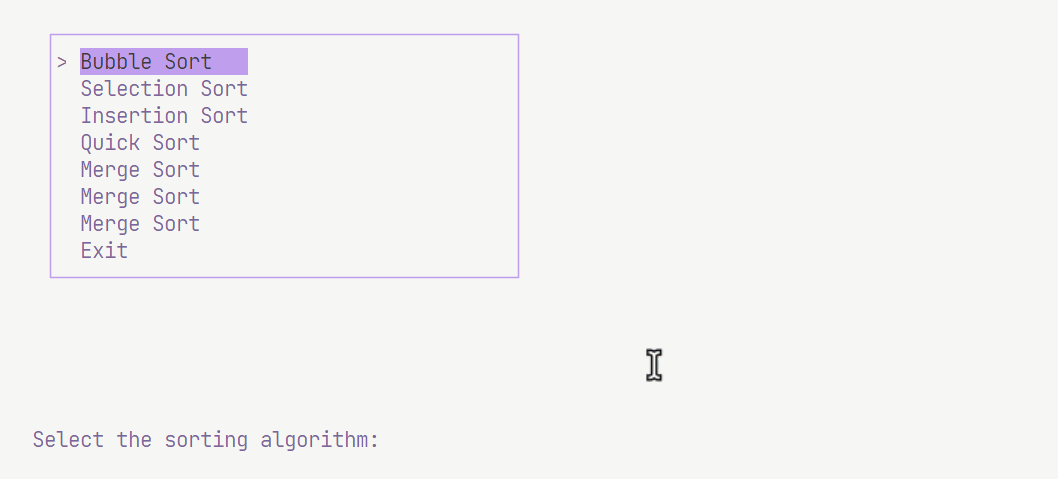 > Bubble Sort
Selection Sort
Insertion Sort
Quick Sort
Merge Sort
Merge Sort
Merge Sort
Exit
Select the sorting algorithm: